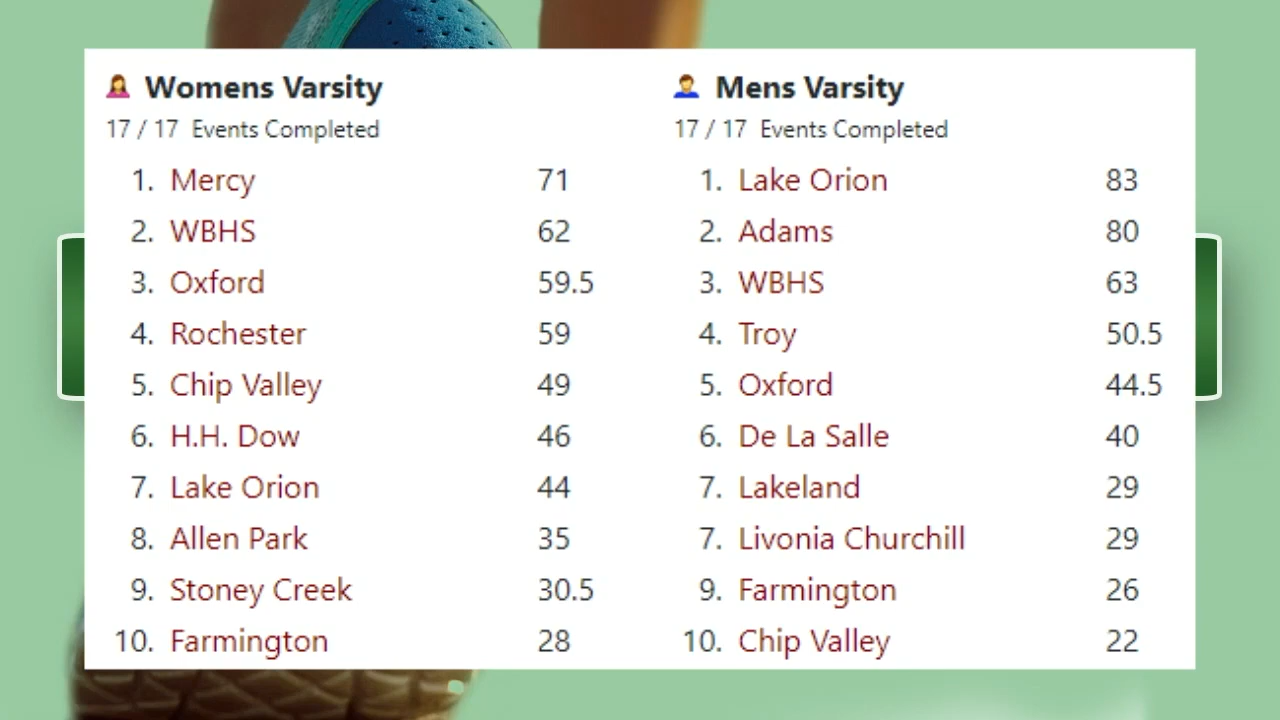 Womens Varsity
17 / 17 Events Completed
1. Mercy 71
2. WBHS 62
3. Oxford 59.5
4. Rochester 59
5. Chip Valley 49
6. H.H. Dow 46
7. Lake Orion 44
8. Allen Park 35
9. Stoney Creek 30.5
10. Farmington 28
Mens Varsity
17 / 17 Events Completed
1. Lake Orion 83
2. Adams 80
3. WBHS 63
4. Troy 50.5
5. Oxford 44.5
6. De La Salle 40
7. Lakeland 29
7. Livonia Churchill 29
9. Farmington 26
10. Chip Valley 22